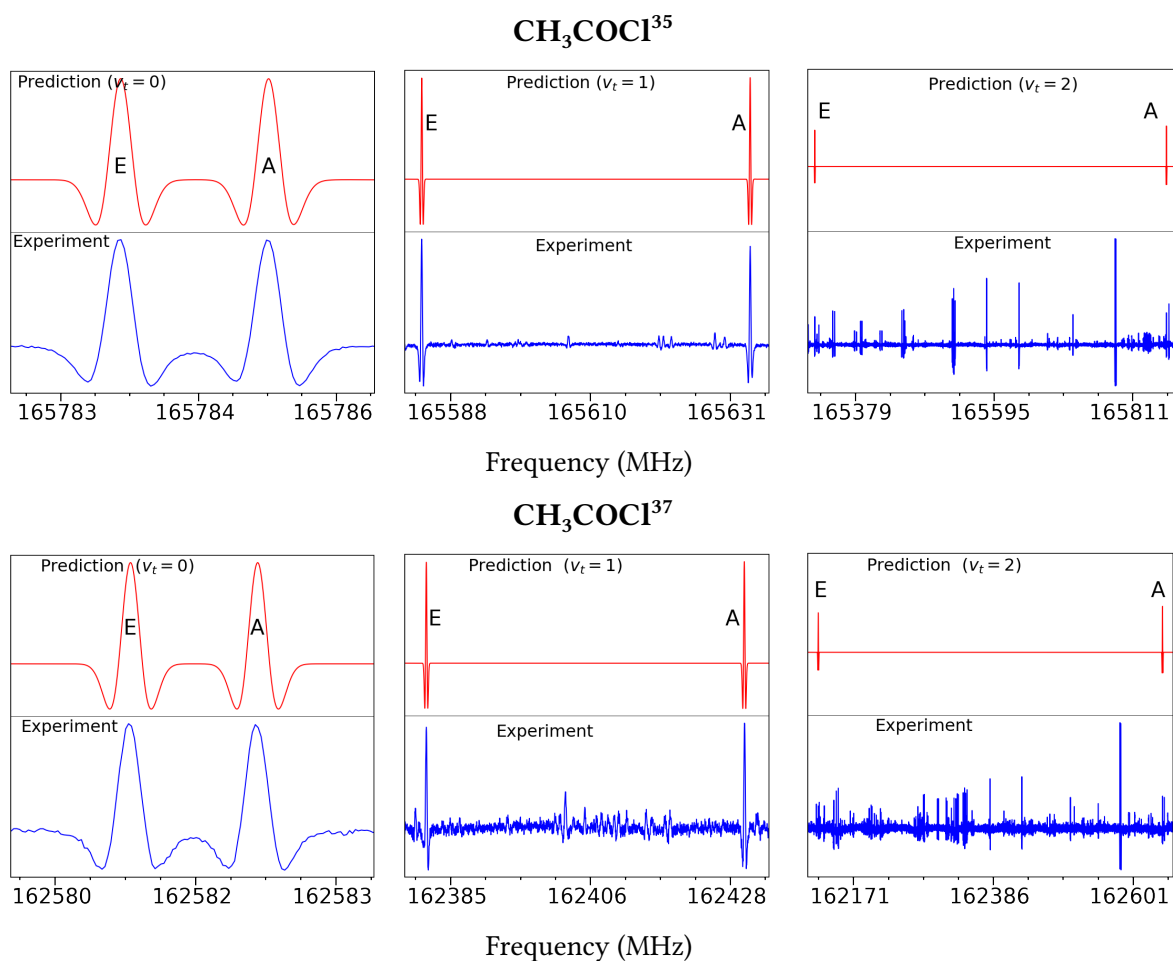 CH₃COCl³⁵
Prediction (vₜ = 0)
E
A
Experiment
165783 165784 165786
Prediction (vₜ = 1)
E
A
Experiment
165588 165610 165631
Prediction (vₜ = 2)
E
A
Experiment
165379 165595 165811
Frequency (MHz)
CH₃COCl³⁷
Prediction (vₜ = 0)
E
A
Experiment
162580 162582 162583
Prediction (vₜ = 1)
E
A
Experiment
162385 162406 162428
Prediction (vₜ = 2)
E
A
Experiment
162171 162386 162601
Frequency (MHz)